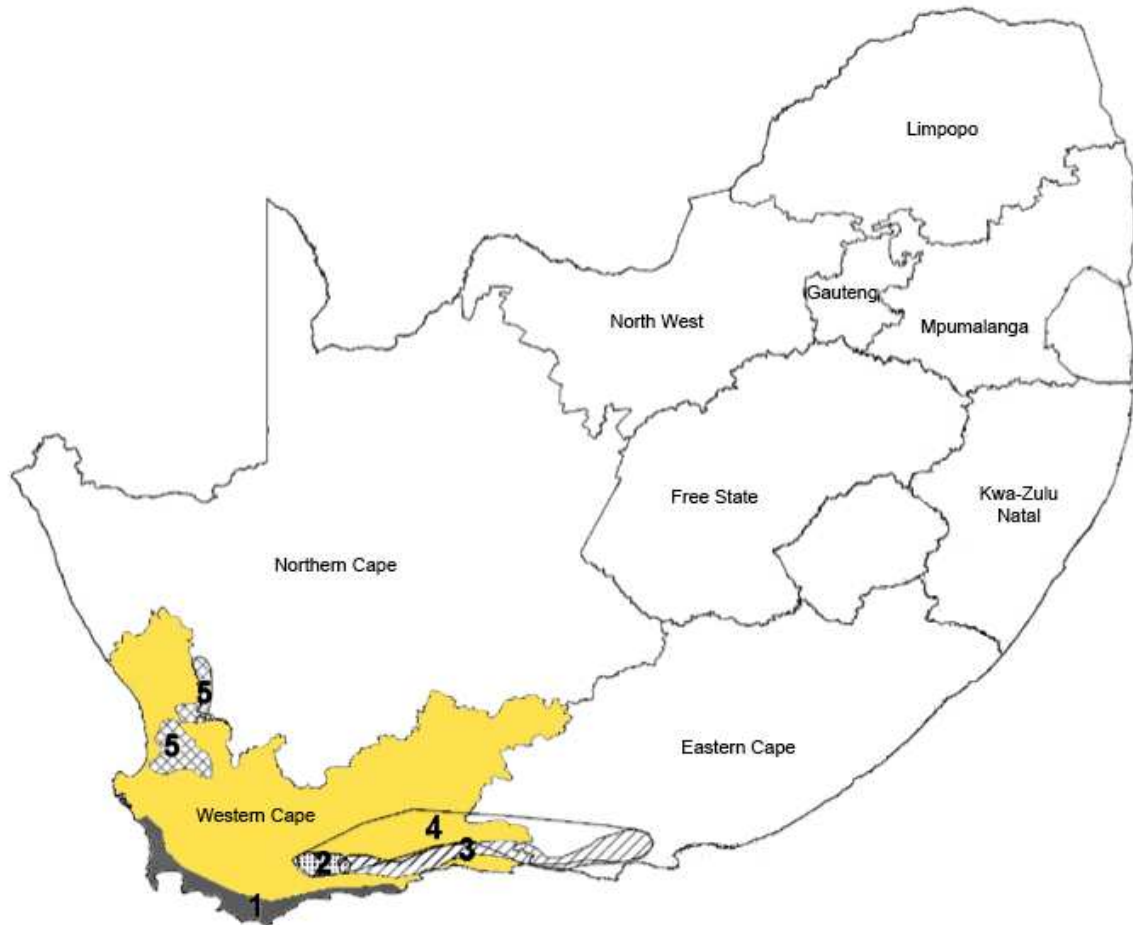 Limpopo
Gauteng
North West
Mpumalanga
Free State
Kwa-Zulu
Natal
Northern Cape
5
5
Eastern Cape
Western Cape
4
3
2
1